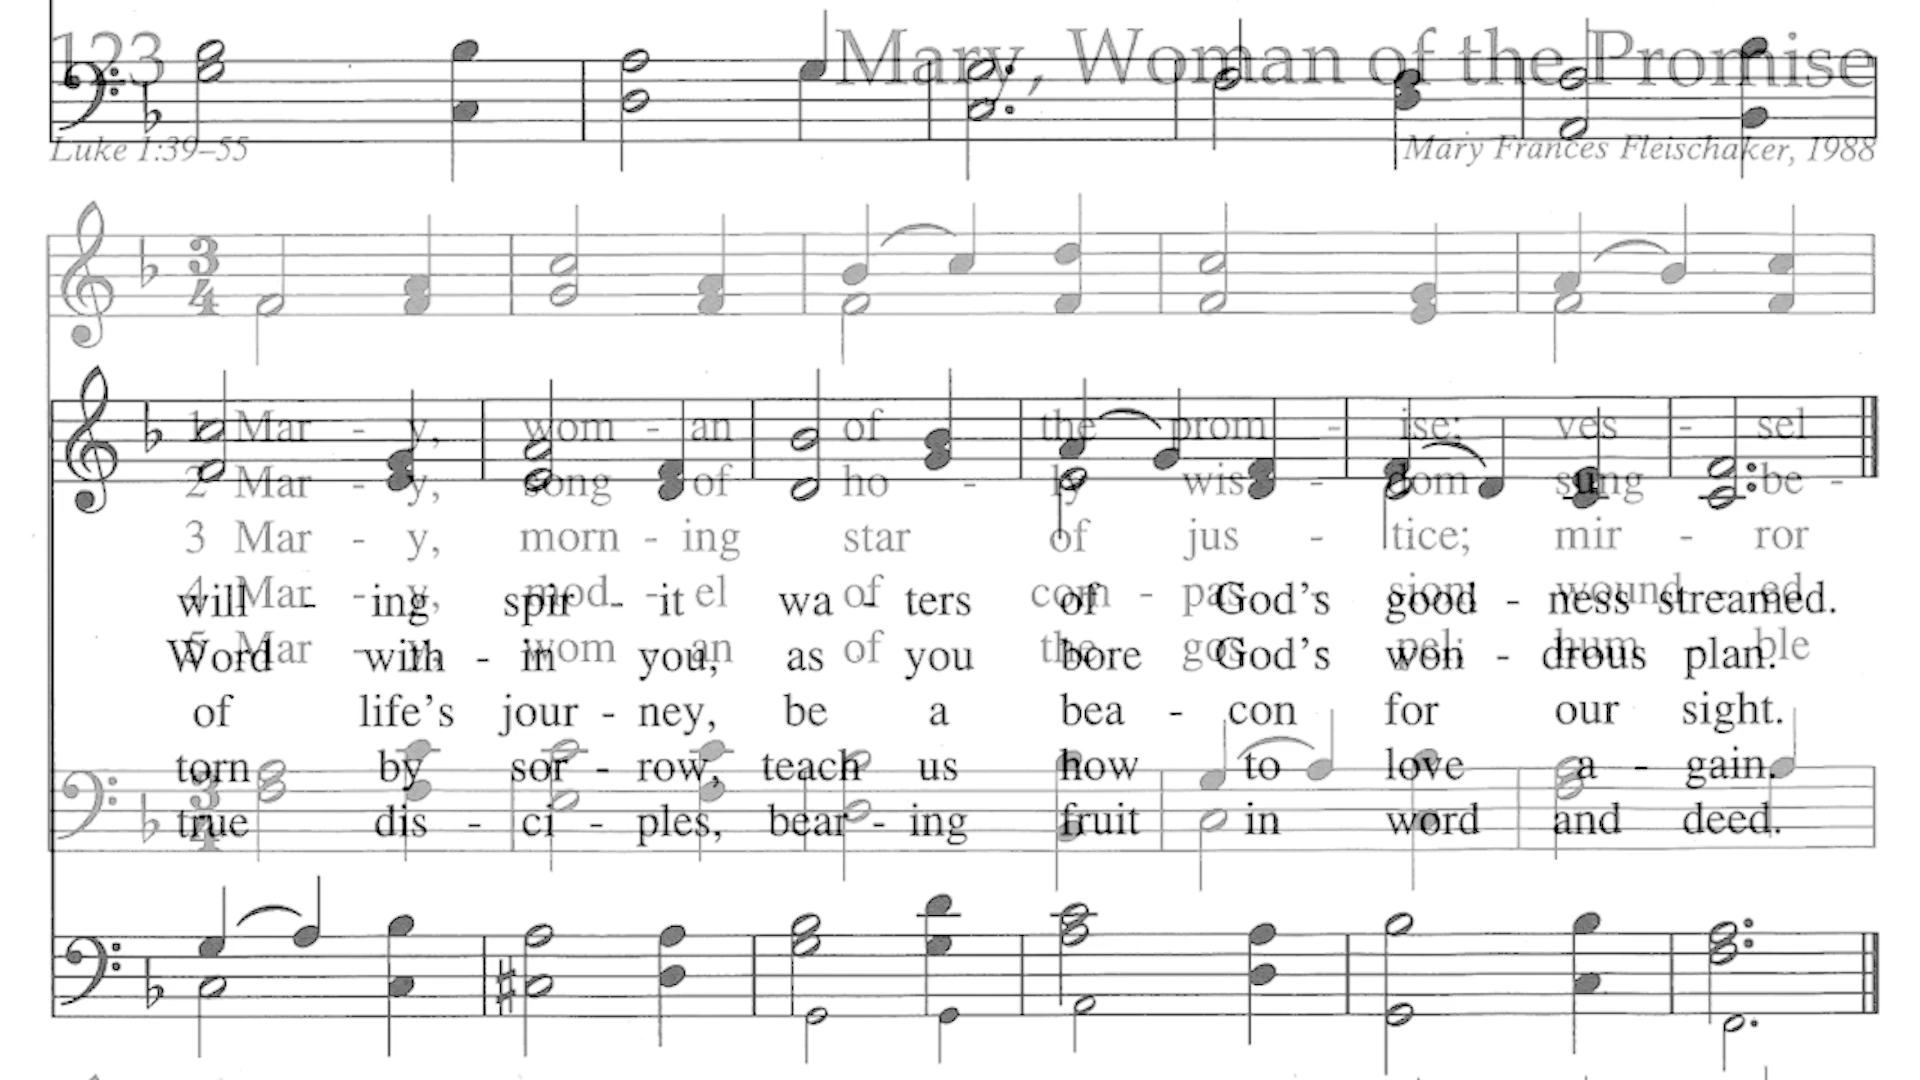 123 Mary, Woman of the Promise
Luke 1:39–55 Mary Frances Fleischaker, 1988
3
4
1 Mar - y, wom - an of the prom - ise; ves - sel
2 Mar - y, song of ho - ly wis - dom sung be -
3 Mar - y, morn - ing star of jus - tice; mir - ror
4 Mar - y, mod - el of com - pas - sion; wound - ed
will - ing spir - it wa - ters of God's good - ness streamed.
5 Mar - y, wom - an of the gos - pel; hum - ble
Word with - in you, as you bore God's won - drous plan.
of life's jour - ney, be a bea - con for our sight.
torn by sor - row, teach us how to love a - gain.
3
4
true dis - ci - ples, bear - ing fruit in word and deed.